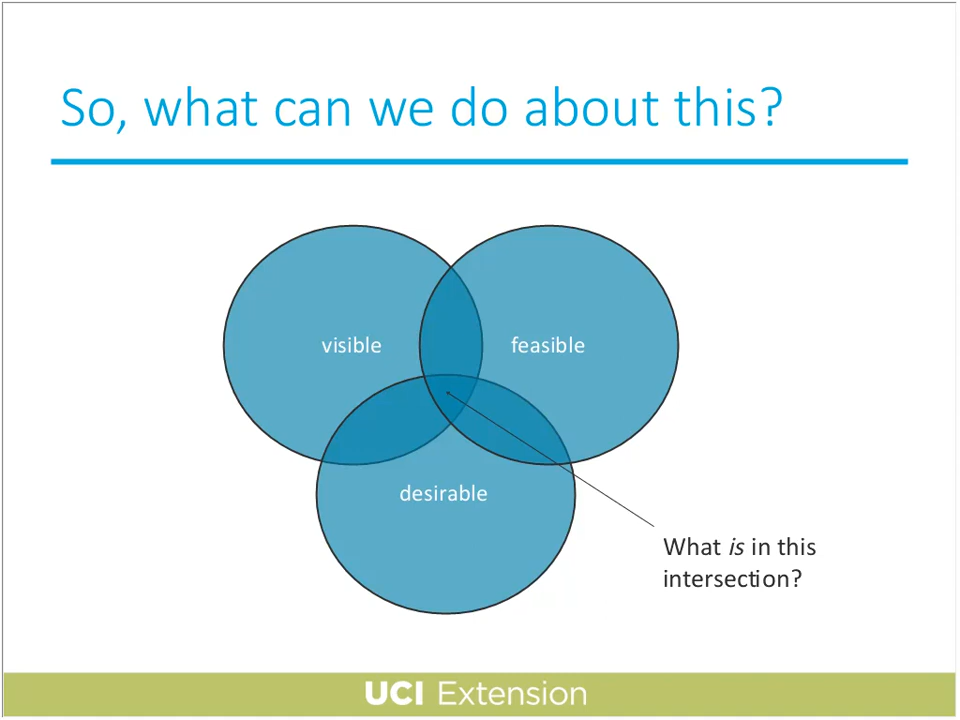 So, what can we do about this?
visible
feasible
desirable
What is in this
intersection?
UCI Extension